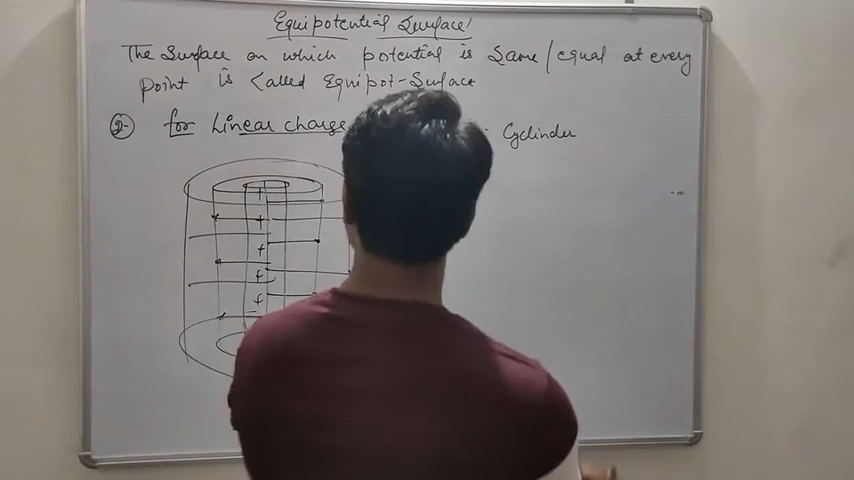 Equipotential Surface!
The Surface on which potential is Same/equal at every
point is Called Equipot-Surface
2- for Linear charge Cyclinder
+
+
+
+
+